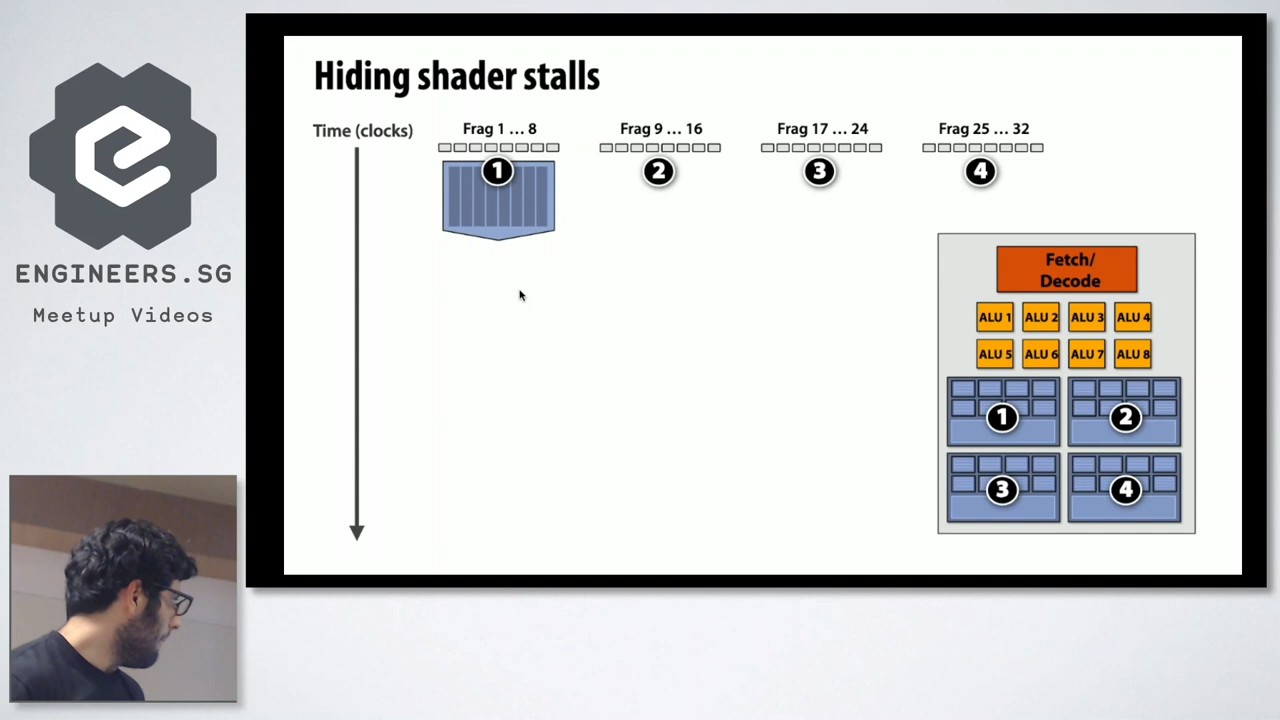 ENGINEERS.SG
Meetup Videos
Hiding shader stalls
Time (clocks)
Frag 1 … 8
Frag 9 … 16
Frag 17 … 24
Frag 25 … 32
1
2
3
4
Fetch/
Decode
ALU 1
ALU 2
ALU 3
ALU 4
ALU 5
ALU 6
ALU 7
ALU 8
1
2
3
4